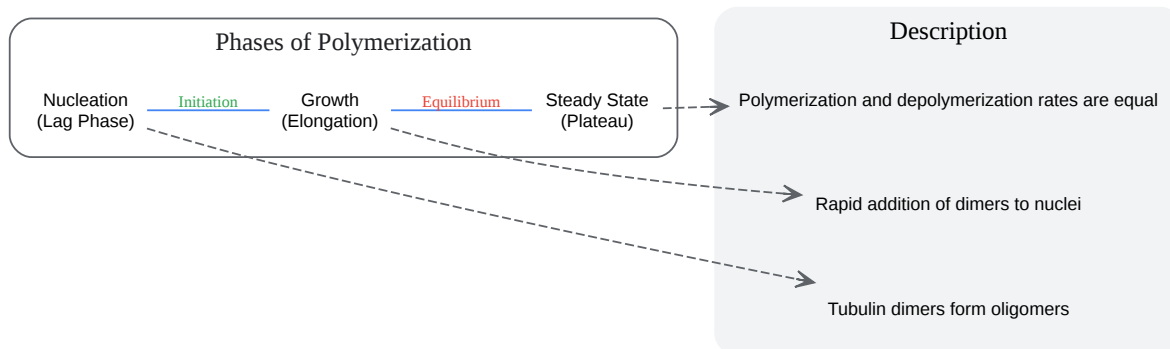 Phases of Polymerization
Nucleation
(Lag Phase)
Initiation
Growth
(Elongation)
Equilibrium
Steady State
(Plateau)
Description
Polymerization and depolymerization rates are equal
Rapid addition of dimers to nuclei
Tubulin dimers form oligomers